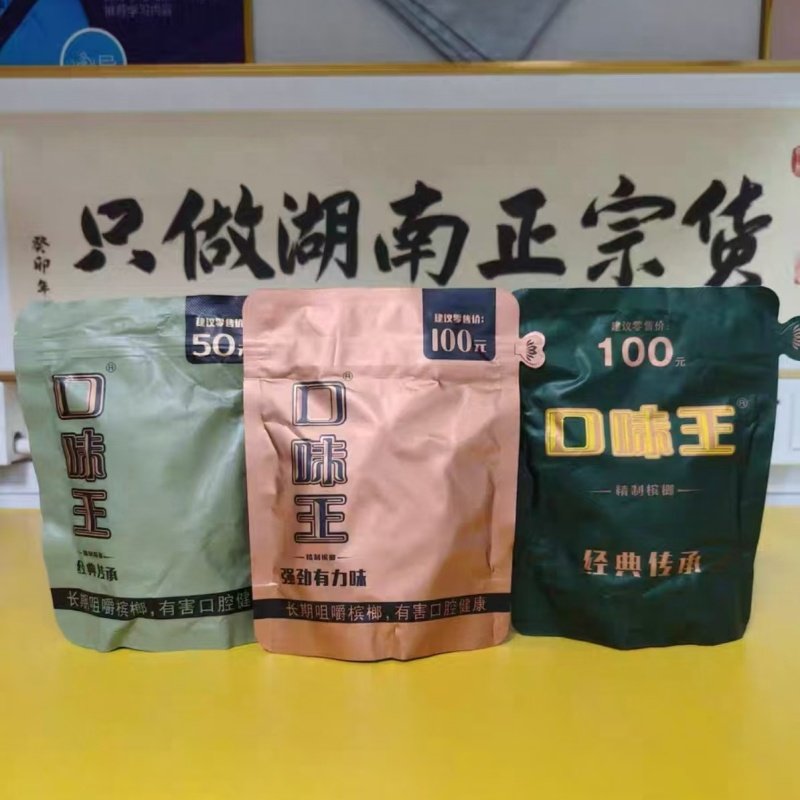 只做湖南正宗货
癸卯年
建议零售价
50元
口味王®
精制槟榔
经典传承
长期咀嚼槟榔,有害口腔健
建议零售价:
100元
口味王®
精制槟榔
强劲有力味
长期咀嚼槟榔,有害口腔健康
建议零售价:
100元
口味王®
精制槟榔
经典传承